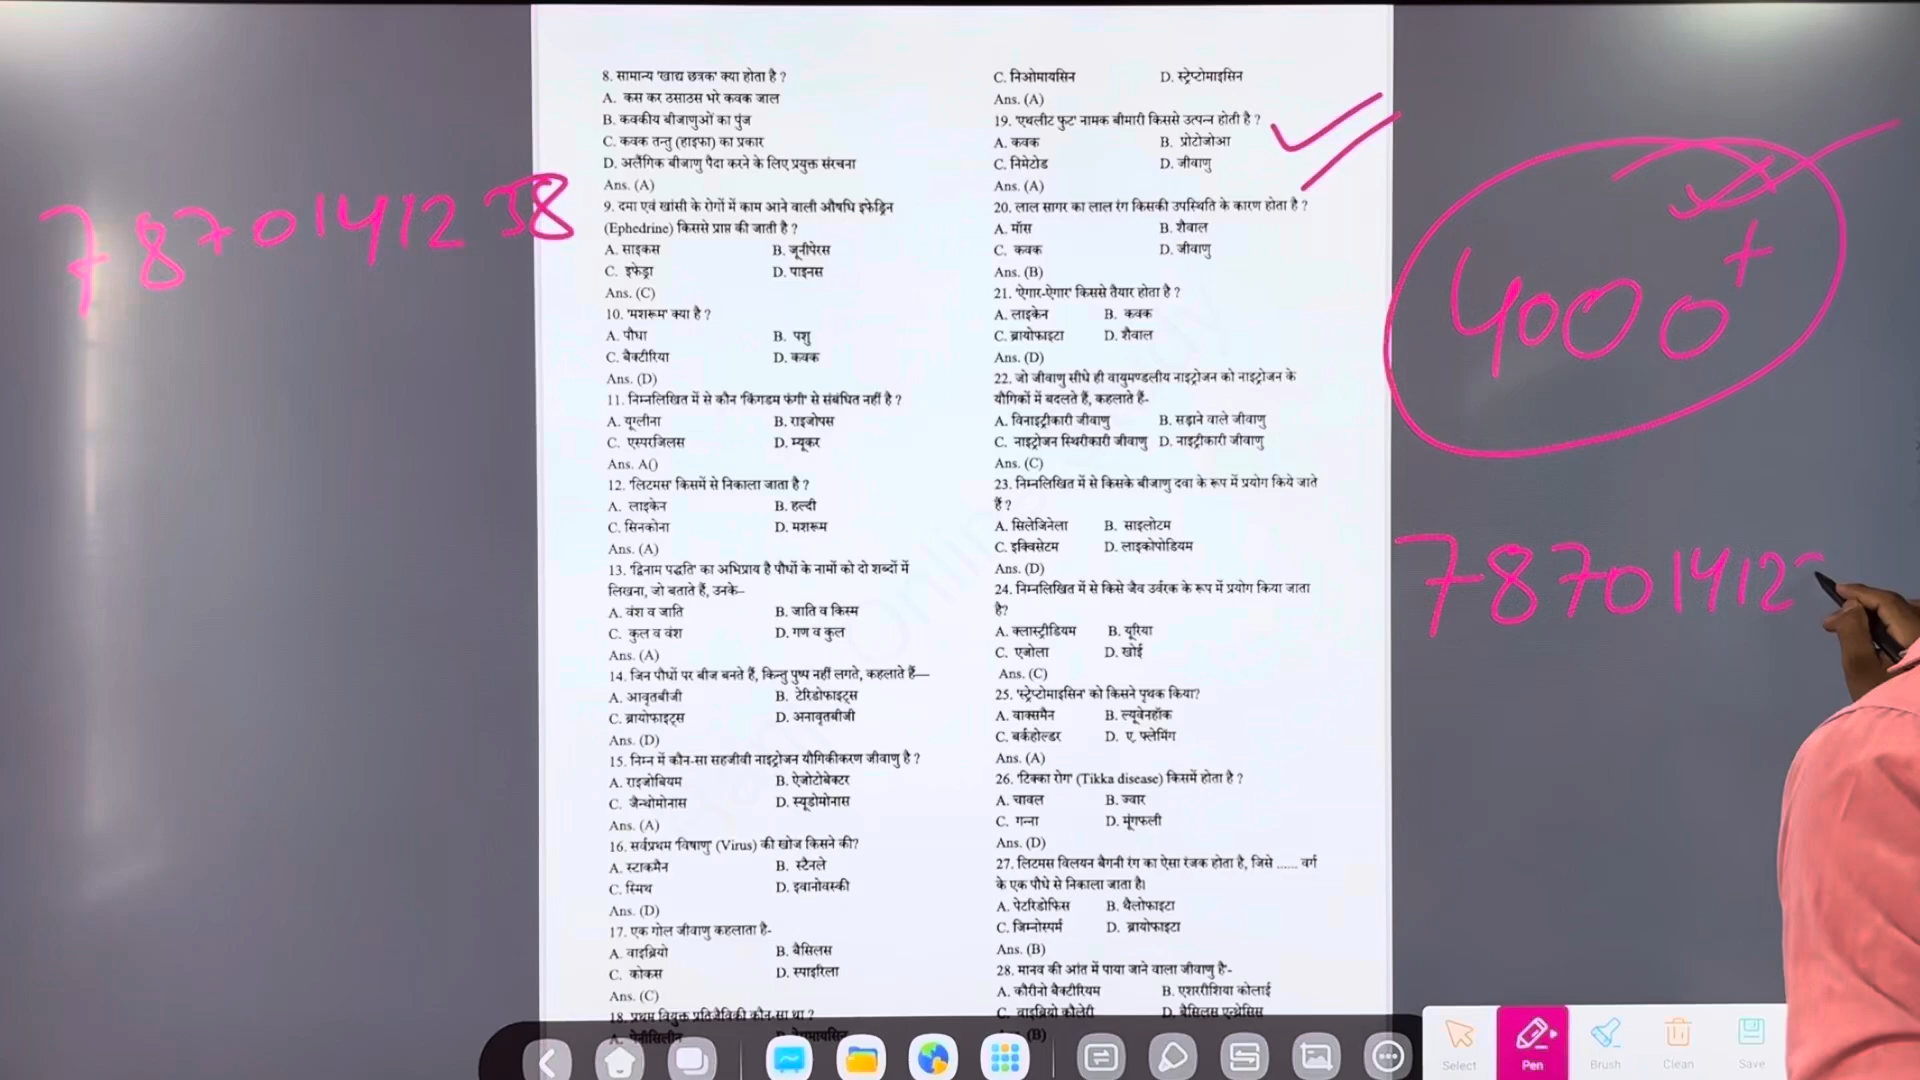 8. सामान्य 'खाद्य छत्रक' क्या होता है ?
A. कस कर ठसाठस भरे कवक जाल
B. कवकीय बीजाणुओं का पुंज
C. कवक तन्तु (हाइफा) का प्रकार
D. अलैंगिक बीजाणु पैदा करने के लिए प्रयुक्त संरचना
Ans. (A)
9. दमा एवं खांसी के रोगों में काम आने वाली औषधि इफेड्रिन
(Ephedrine) किससे प्राप्त की जाती है ?
A. साइकस B. जूनीपेरस
C. इफेड्रा D. पाइनस
Ans. (C)
10. 'मशरूम' क्या है ?
A. पौधा B. पशु
C. बैक्टीरिया D. कवक
Ans. (D)
11. निम्नलिखित में से कौन 'किंगडम फंगी' से संबंधित नहीं है ?
A. यूग्लीना B. राइजोपस
C. एस्परजिलस D. म्यूकर
Ans. A()
12. 'लिटमस' किसमें से निकाला जाता है ?
A. लाइकेन B. हल्दी
C. सिनकोना D. मशरूम
Ans. (A)
13. 'द्विनाम पद्धति' का अभिप्राय है पौधों के नामों को दो शब्दों में
लिखना, जो बताते हैं, उनके–
A. वंश व जाति B. जाति व किस्म
C. कुल व वंश D. गण व कुल
Ans. (A)
14. जिन पौधों पर बीज बनते हैं, किन्तु पुष्प नहीं लगते, कहलाते हैं—
A. आवृतबीजी B. टेरिडोफाइट्स
C. ब्रायोफाइट्स D. अनावृतबीजी
Ans. (D)
15. निम्न में कौन-सा सहजीवी नाइट्रोजन यौगिकीकरण जीवाणु है ?
A. राइजोबियम B. ऐजोटोबेक्टर
C. जैन्थोमोनास D. स्यूडोमोनास
Ans. (A)
16. सर्वप्रथम 'विषाणु' (Virus) की खोज किसने की?
A. स्टाकमैन B. स्टैनले
C. स्मिथ D. इवानोवस्की
Ans. (D)
17. एक गोल जीवाणु कहलाता है-
A. वाइब्रियो B. बैसिलस
C. कोकस D. स्पाइरिला
Ans. (C)
18. प्रथम वियुक्त प्रतिजैविकी कौन-सा था ?
A. पेनीसिलीन
C. निओमायसिन D. स्ट्रेप्टोमाइसिन
Ans. (A)
19. 'एथलीट फुट' नामक बीमारी किससे उत्पन्न होती है ?
A. कवक B. प्रोटोजोआ
C. निमेटोड D. जीवाणु
Ans. (A)
20. लाल सागर का लाल रंग किसकी उपस्थिति के कारण होता है ?
A. मॉस B. शैवाल
C. कवक D. जीवाणु
Ans. (B)
21. 'ऐगार-ऐगार' किससे तैयार होता है ?
A. लाइकेन B. कवक
C. ब्रायोफाइटा D. शैवाल
Ans. (D)
22. जो जीवाणु सीधे ही वायुमण्डलीय नाइट्रोजन को नाइट्रोजन के
यौगिकों में बदलते हैं, कहलाते हैं-
A. विनाइट्रीकारी जीवाणु B. सड़ाने वाले जीवाणु
C. नाइट्रोजन स्थिरीकारी जीवाणु D. नाइट्रीकारी जीवाणु
Ans. (C)
23. निम्नलिखित में से किसके बीजाणु दवा के रूप में प्रयोग किये जाते
हैं ?
A. सिलेजिनेला B. साइलोटम
C. इक्विसेटम D. लाइकोपोडियम
Ans. (D)
24. निम्नलिखित में से किसे जैव उर्वरक के रूप में प्रयोग किया जाता
है?
A. क्लास्ट्रीडियम B. यूरिया
C. एजोला D. खोई
Ans. (C)
25. 'स्ट्रेप्टोमाइसिन' को किसने पृथक किया?
A. वाक्समैन B. ल्यूवेनहॉक
C. बर्कहोल्डर D. ए. फ्लेमिंग
Ans. (A)
26. 'टिक्का रोग' (Tikka disease) किसमें होता है ?
A. चावल B. ज्वार
C. गन्ना D. मूंगफली
Ans. (D)
27. लिटमस विलयन बैगनी रंग का ऐसा रंजक होता है, जिसे ...... वर्ग
के एक पौधे से निकाला जाता है।
A. पेटरिडोफिस B. थैलोफाइटा
C. जिम्नोस्पर्म D. ब्रायोफाइटा
Ans. (B)
28. मानव की आंत में पाया जाने वाला जीवाणु है'-
A. कौरीनो बैक्टीरियम B. एशररीशिया कोलाई
C. वाइब्रियो कौलेरी D. बैसिलस एन्थ्रेसिस
(B)
7870141238
4000+
78701412
Select Pen Brush Clean Save